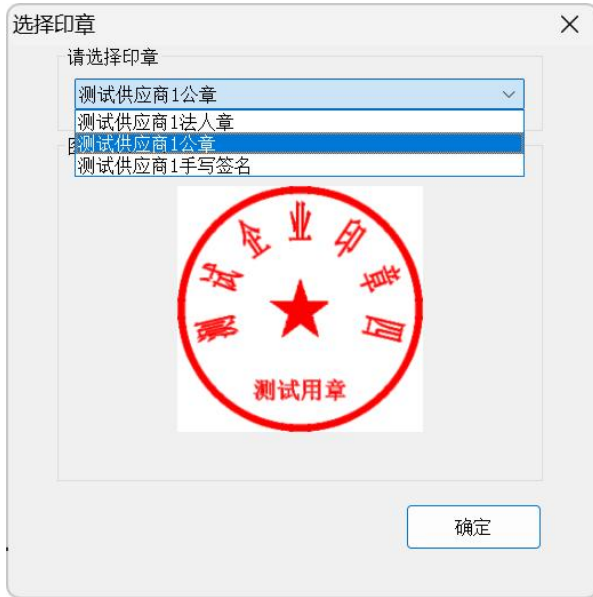 选择印章
请选择印章
测试供应商1公章
测试供应商1法人章
测试供应商1公章
测试供应商1手写签名
测试企业印章四
测试用章
确定